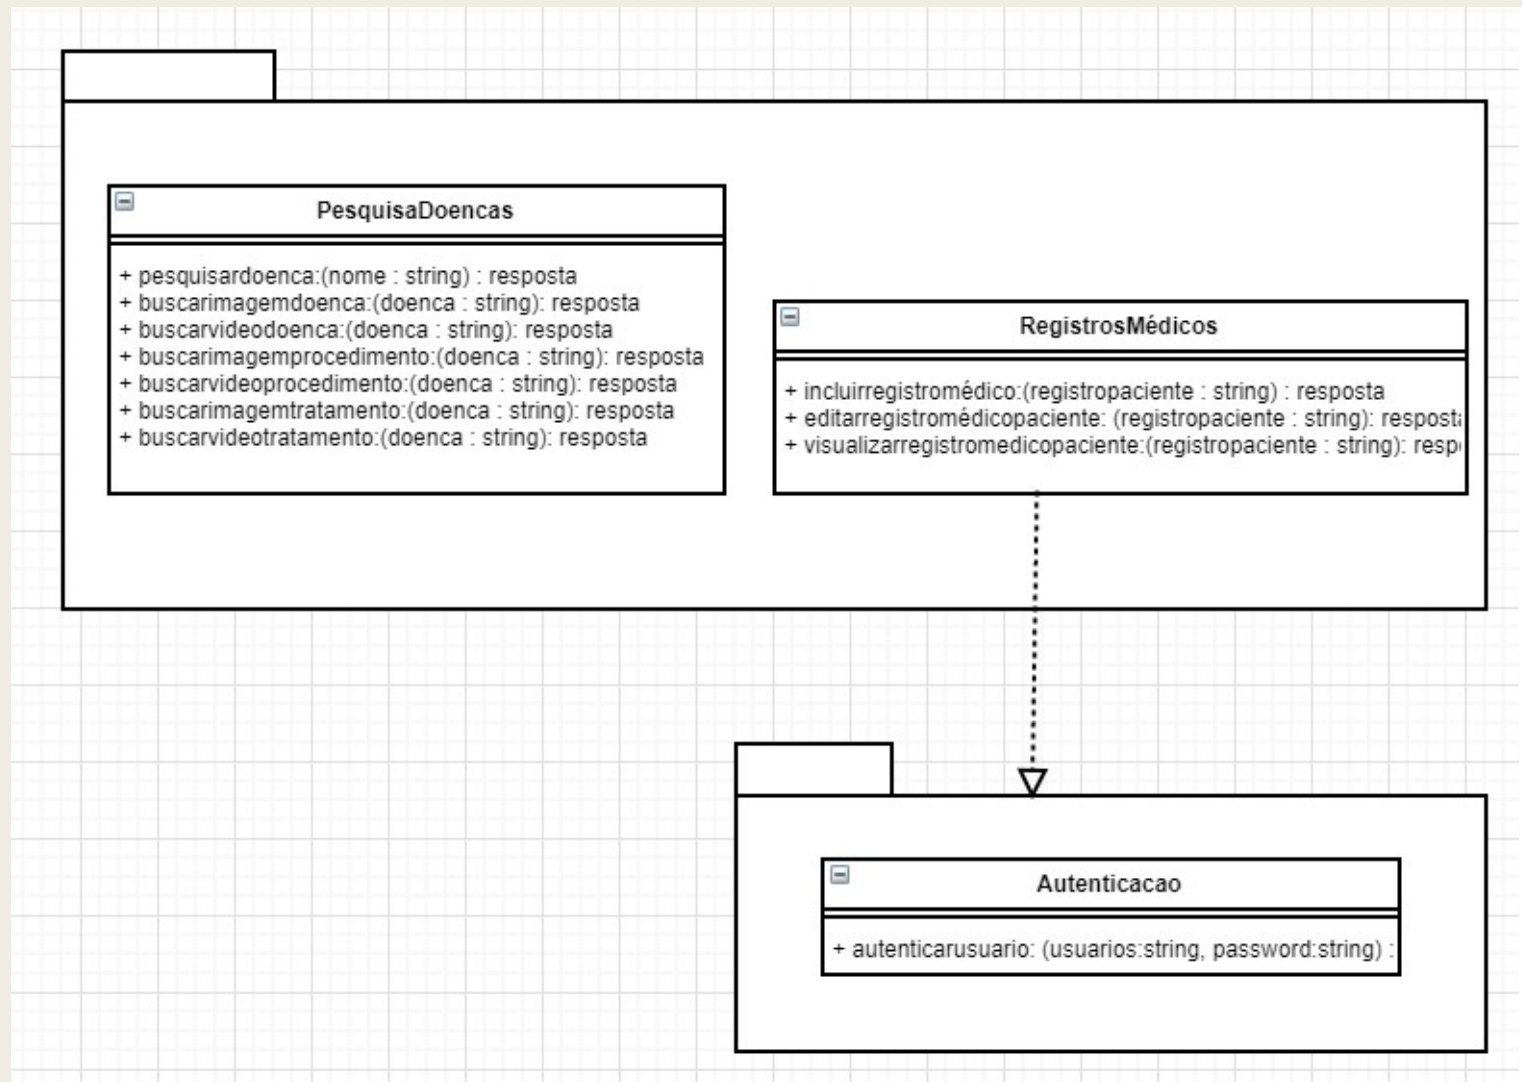 PesquisaDoencas
+ pesquisardoenca:(nome : string) : resposta
+ buscarimagemdoenca:(doenca : string): resposta
+ buscarvideodoenca:(doenca : string): resposta
+ buscarimagemprocedimento:(doenca : string): resposta
+ buscarvideoprocedimento:(doenca : string): resposta
+ buscarimagemtratamento:(doenca : string): resposta
+ buscarvideotratamento:(doenca : string): resposta
RegistrosMédicos
+ incluirregistromédico:(registropaciente : string) : resposta
+ editarregistromédicopaciente: (registropaciente : string): resposta
+ visualizarregistromedicopaciente:(registropaciente : string): resp
Autenticacao
+ autenticarusuario: (usuarios:string, password:string) :